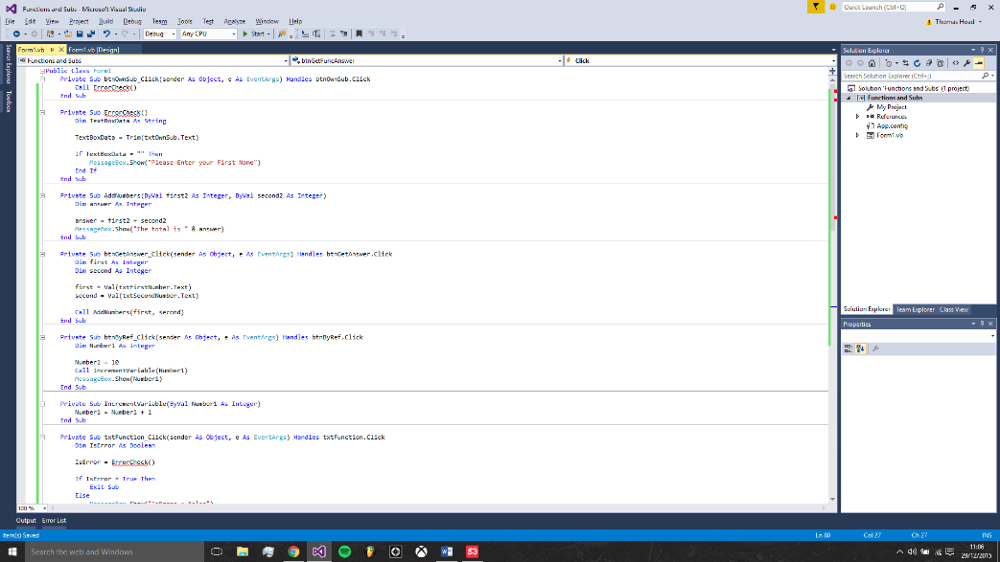 Functions and Subs - Microsoft Visual Studio
Quick Launch (Ctrl+Q)
File Edit View Project Build Debug Team Tools Test Analyze Window Help
Thomas Hoad
Debug Any CPU Start
Server Explorer
Toolbox
Form1.vb Form1.vb [Design]
Functions and Subs btnGetFuncAnswer Click
Public Class Form1
Private Sub btnOwnSub_Click(sender As Object, e As EventArgs) Handles btnOwnSub.Click
Call ErrorCheck()
End Sub
Private Sub ErrorCheck()
Dim TextBoxData As String
TextBoxData = Trim(txtOwnSub.Text)
If TextBoxData = "" Then
MessageBox.Show("Please Enter your First Name")
End If
End Sub
Private Sub AddNumbers(ByVal first2 As Integer, ByVal second2 As Integer)
Dim answer As Integer
answer = first2 + second2
MessageBox.Show("The total is " & answer)
End Sub
Private Sub btnGetAnswer_Click(sender As Object, e As EventArgs) Handles btnGetAnswer.Click
Dim first As Integer
Dim second As Integer
first = Val(txtFirstNumber.Text)
second = Val(txtSecondNumber.Text)
Call AddNumbers(first, second)
End Sub
Private Sub btnByRef_Click(sender As Object, e As EventArgs) Handles btnByRef.Click
Dim Number1 As Integer
Number1 = 10
Call IncrementVariable(Number1)
MessageBox.Show(Number1)
End Sub
Private Sub IncrementVariable(ByVal Number1 As Integer)
Number1 = Number1 + 1
End Sub
Private Sub txtFunction_Click(sender As Object, e As EventArgs) Handles txtFunction.Click
Dim IsError As Boolean
IsError = ErrorCheck()
If IsError = True Then
Exit Sub
Else
MessageBox.Show("IsError = False")
100 %
Solution Explorer
Search Solution Explorer (Ctrl+;)
Solution 'Functions and Subs' (1 project)
Functions and Subs
My Project
References
App.config
Form1.vb
Solution Explorer Team Explorer Class View
Properties
Output Error List
Item(s) Saved Ln 80 Col 27 Ch 27 INS
Search the web and Windows
11:06
29/12/2015